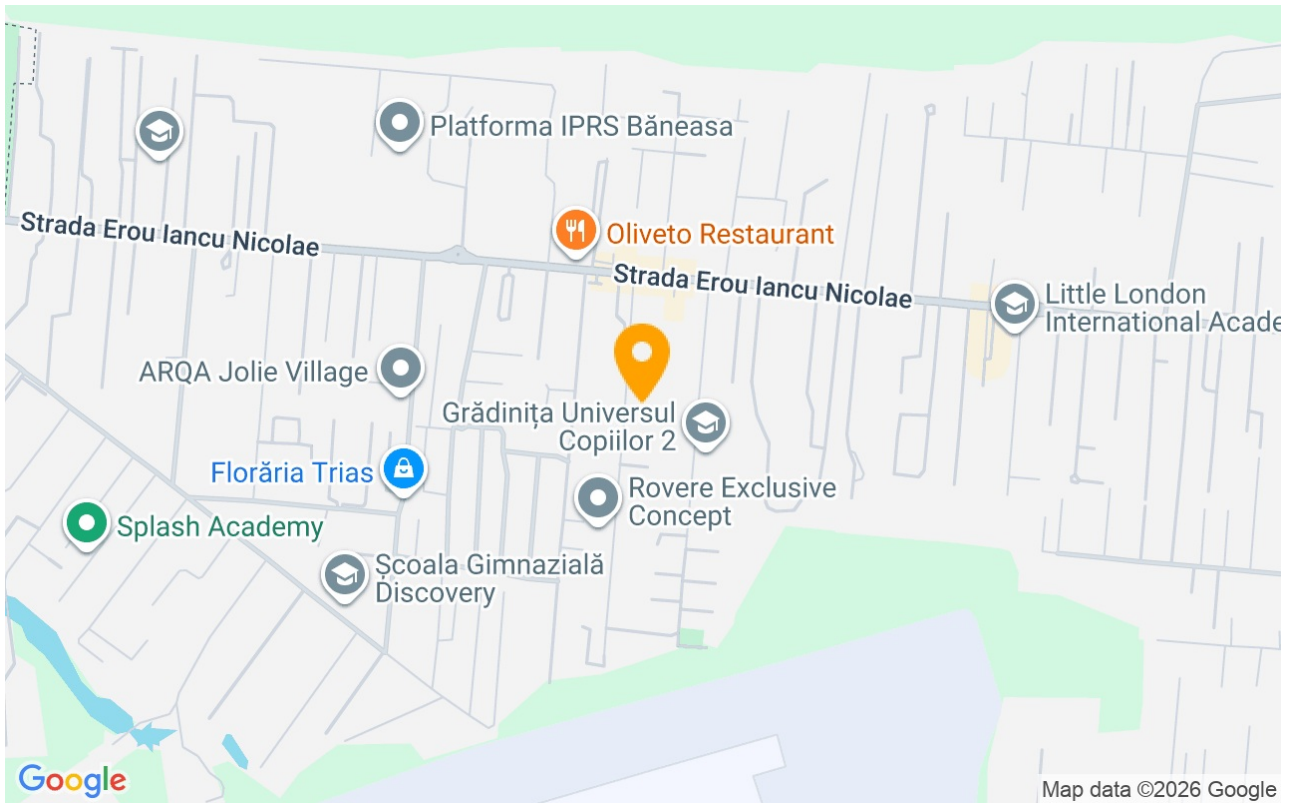 Platforma IPRS Băneasa
Strada Erou Iancu Nicolae
Oliveto Restaurant
Strada Erou Iancu Nicolae
Little London
International Acade
ARQA Jolie Village
Grădinița Universul
Copiilor 2
Florăria Trias
Rovere Exclusive
Concept
Splash Academy
Școala Gimnazială
Discovery
Google
Map data ©2026 Google